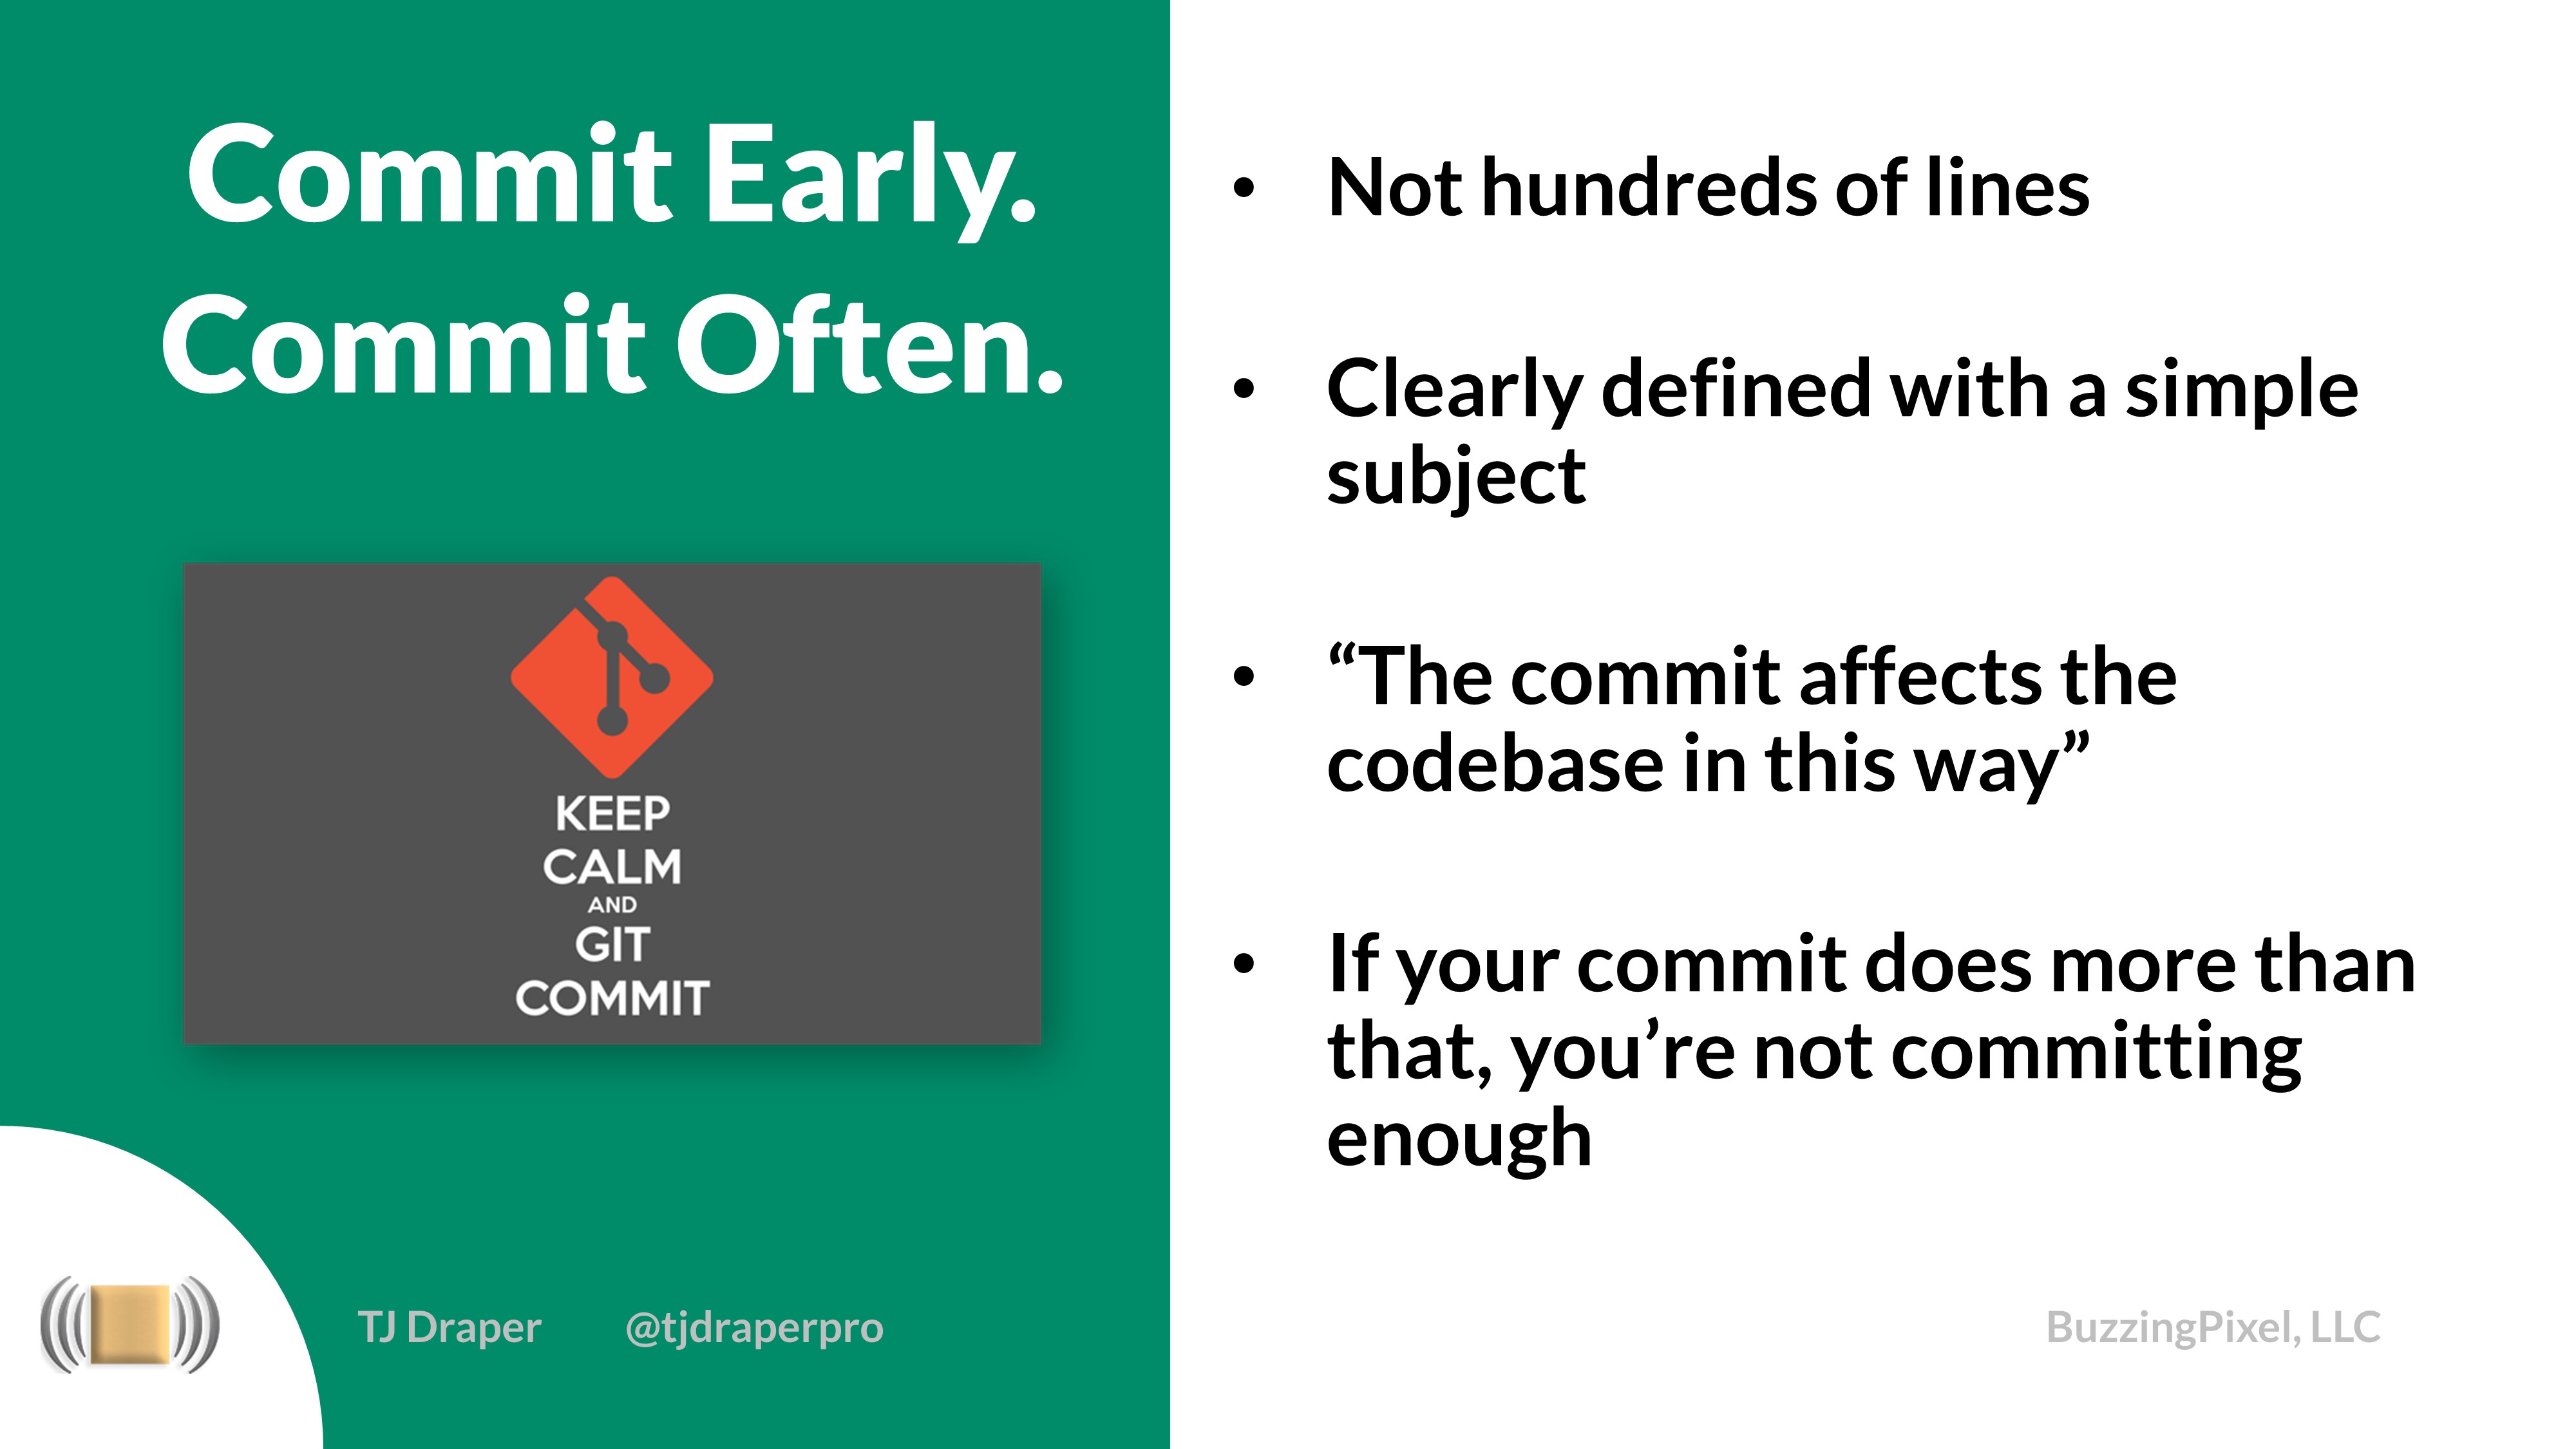 Commit Early.
Commit Often.
KEEP
CALM
AND
GIT
COMMIT
• Not hundreds of lines
• Clearly defined with a simple
subject
• “The commit affects the
codebase in this way”
• If your commit does more than
that, you’re not committing
enough
TJ Draper @tjdraperpro
BuzzingPixel, LLC